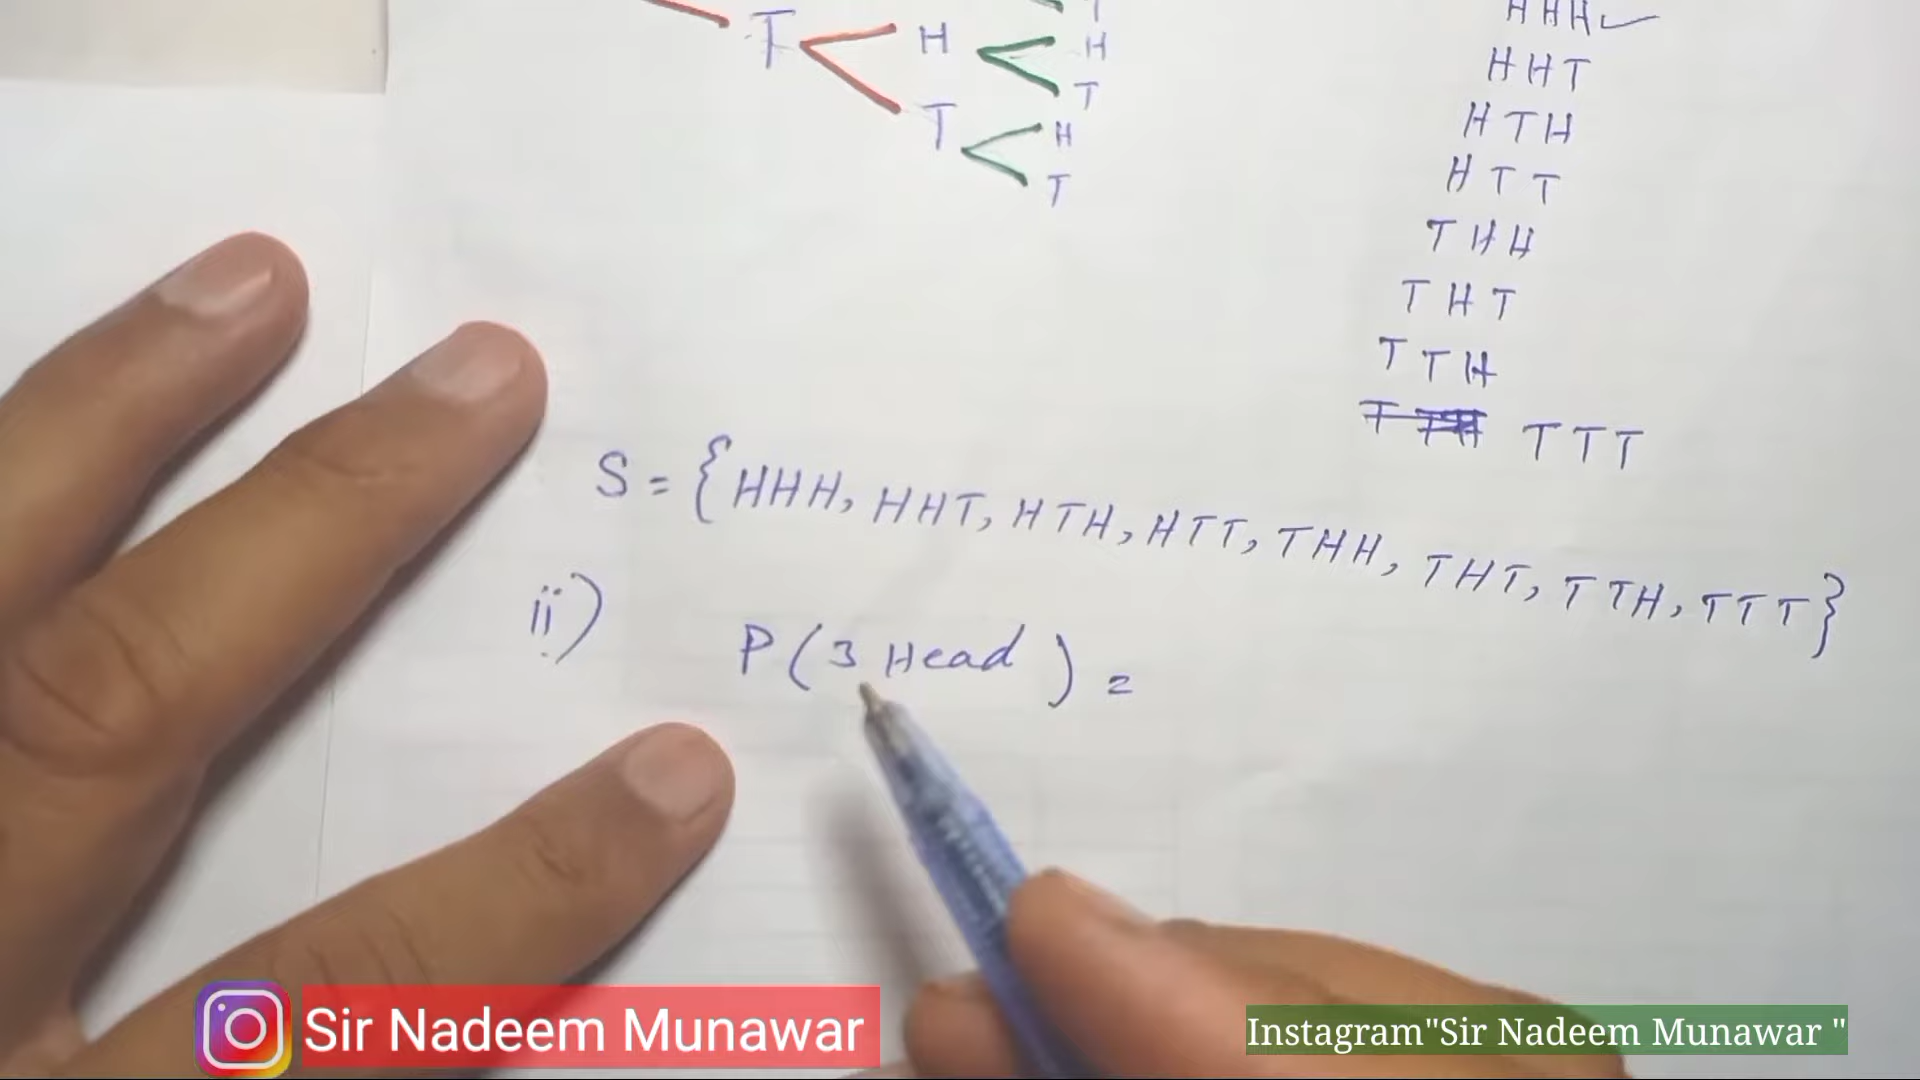 T
T H H
T
T H
T
HHH
HHT
HTH
HTT
THH
THT
TTH
TTT
S = {HHH, HHT, HTH, HTT, THH, THT, TTH, TTT}
ii) P(3 Head) =
Sir Nadeem Munawar
Instagram"Sir Nadeem Munawar "